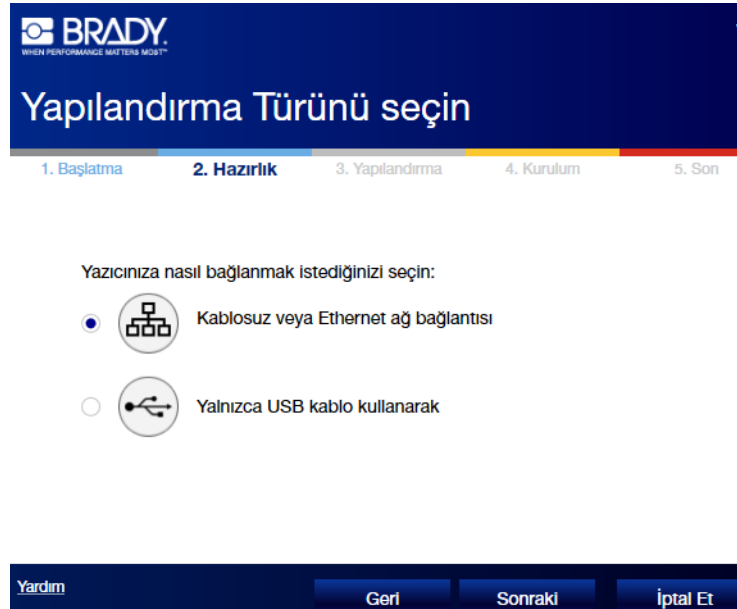 BRADY.
WHEN PERFORMANCE MATTERS MOST™
Yapılandırma Türünü seçin
1. Başlatma 2. Hazırlık 3. Yapılandırma 4. Kurulum 5. Son
Yazıcınıza nasıl bağlanmak istediğinizi seçin:
Kablosuz veya Ethernet ağ bağlantısı
Yalnızca USB kablo kullanarak
Yardım Geri Sonraki İptal Et